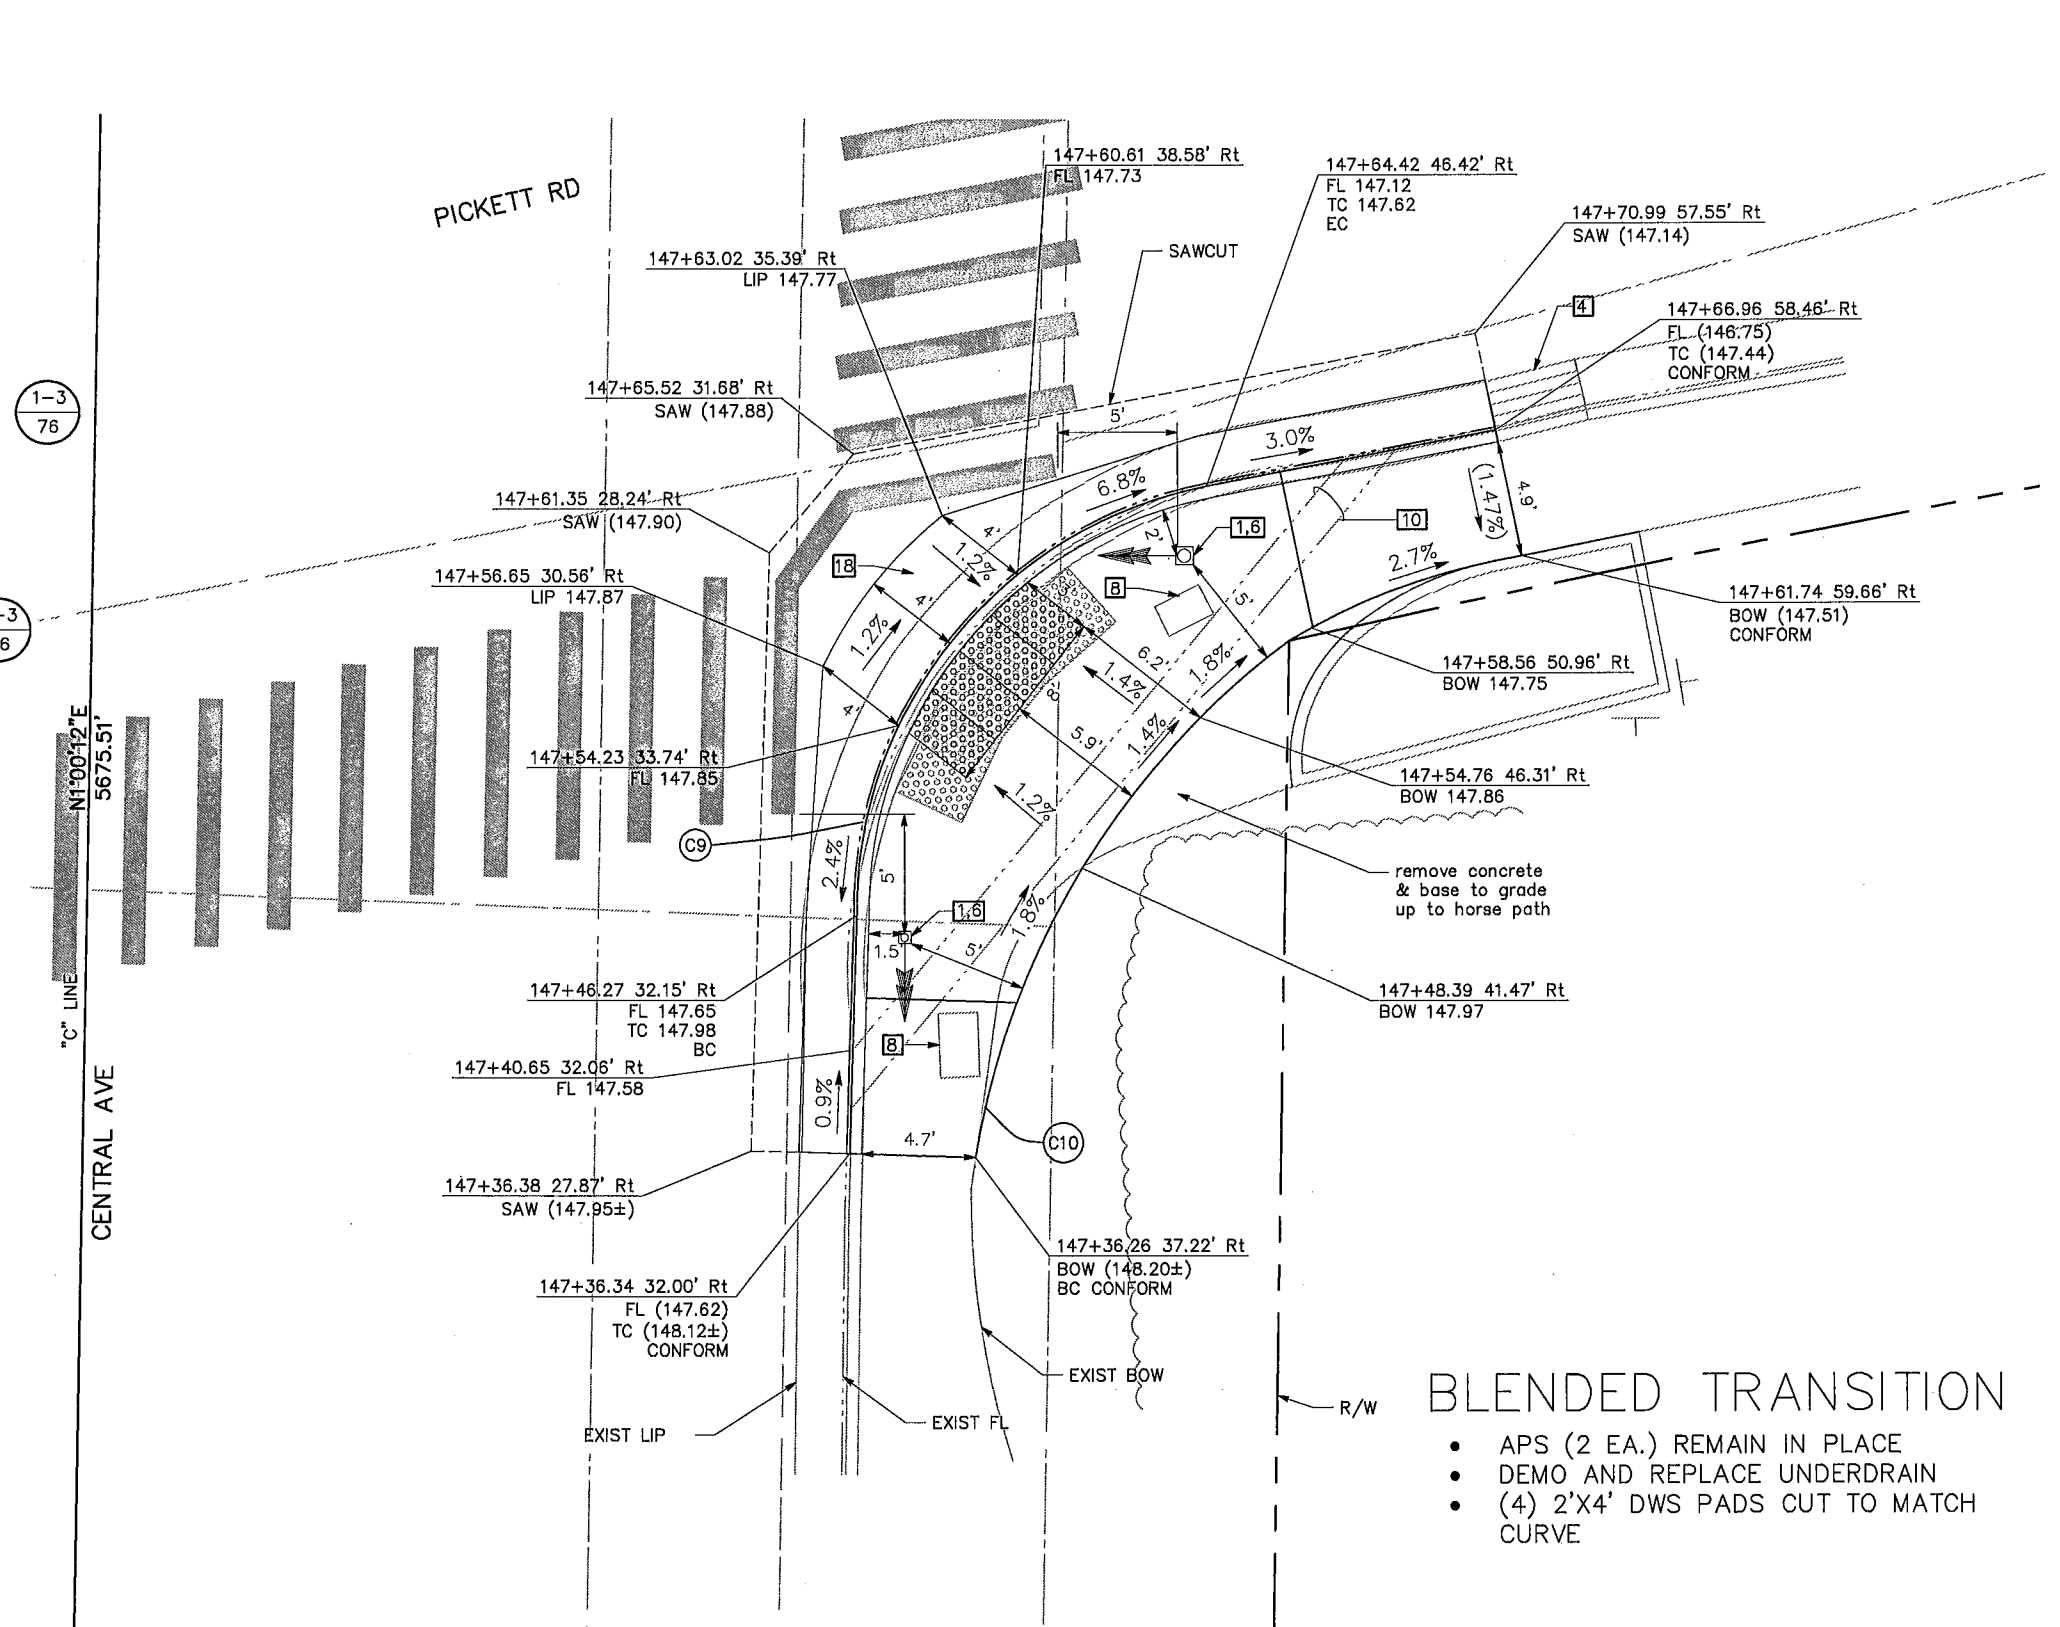 PICKETT RD
147+60.61 38.58' Rt
FL 147.73
147+64.42 46.42' Rt
FL 147.12
TC 147.62
EC
147+70.99 57.55' Rt
SAW (147.14)
147+63.02 35.39' Rt
LIP 147.77
SAWCUT
4
147+66.96 58.46' Rt
FL (146.75)
TC (147.44)
CONFORM
1-3
76
147+65.52 31.68' Rt
SAW (147.88)
5'
3.0%
6.8%
147+61.35 28.24' Rt
SAW (147.90)
4'
1.2%
2'
1,6
10
(1.47%)
4.9'
2.7%
18
147+56.65 30.56' Rt
LIP 147.87
4'
1.2%
8
5'
147+61.74 59.66' Rt
BOW (147.51)
CONFORM
-3
6
4'
6.2'
1.4%
1.8%
8'
147+58.56 50.96' Rt
BOW 147.75
N1°00'12"E
5675.51'
147+54.23 33.74' Rt
FL 147.85
5.9'
1.4%
1.2%
147+54.76 46.31' Rt
BOW 147.86
C9
2.4%
5'
remove concrete
& base to grade
up to horse path
1,6
1.8%
1.5'
5'
"C" LINE
147+46.27 32.15' Rt
FL 147.65
TC 147.98
BC
147+48.39 41.47' Rt
BOW 147.97
8
147+40.65 32.06' Rt
FL 147.58
0.9%
CENTRAL AVE
4.7'
C10
147+36.38 27.87' Rt
SAW (147.95±)
147+36.26 37.22' Rt
BOW (148.20±)
BC CONFORM
147+36.34 32.00' Rt
FL (147.62)
TC (148.12±)
CONFORM
EXIST BOW
EXIST LIP
EXIST FL
R/W
BLENDED TRANSITION
• APS (2 EA.) REMAIN IN PLACE
• DEMO AND REPLACE UNDERDRAIN
• (4) 2'X4' DWS PADS CUT TO MATCH
CURVE